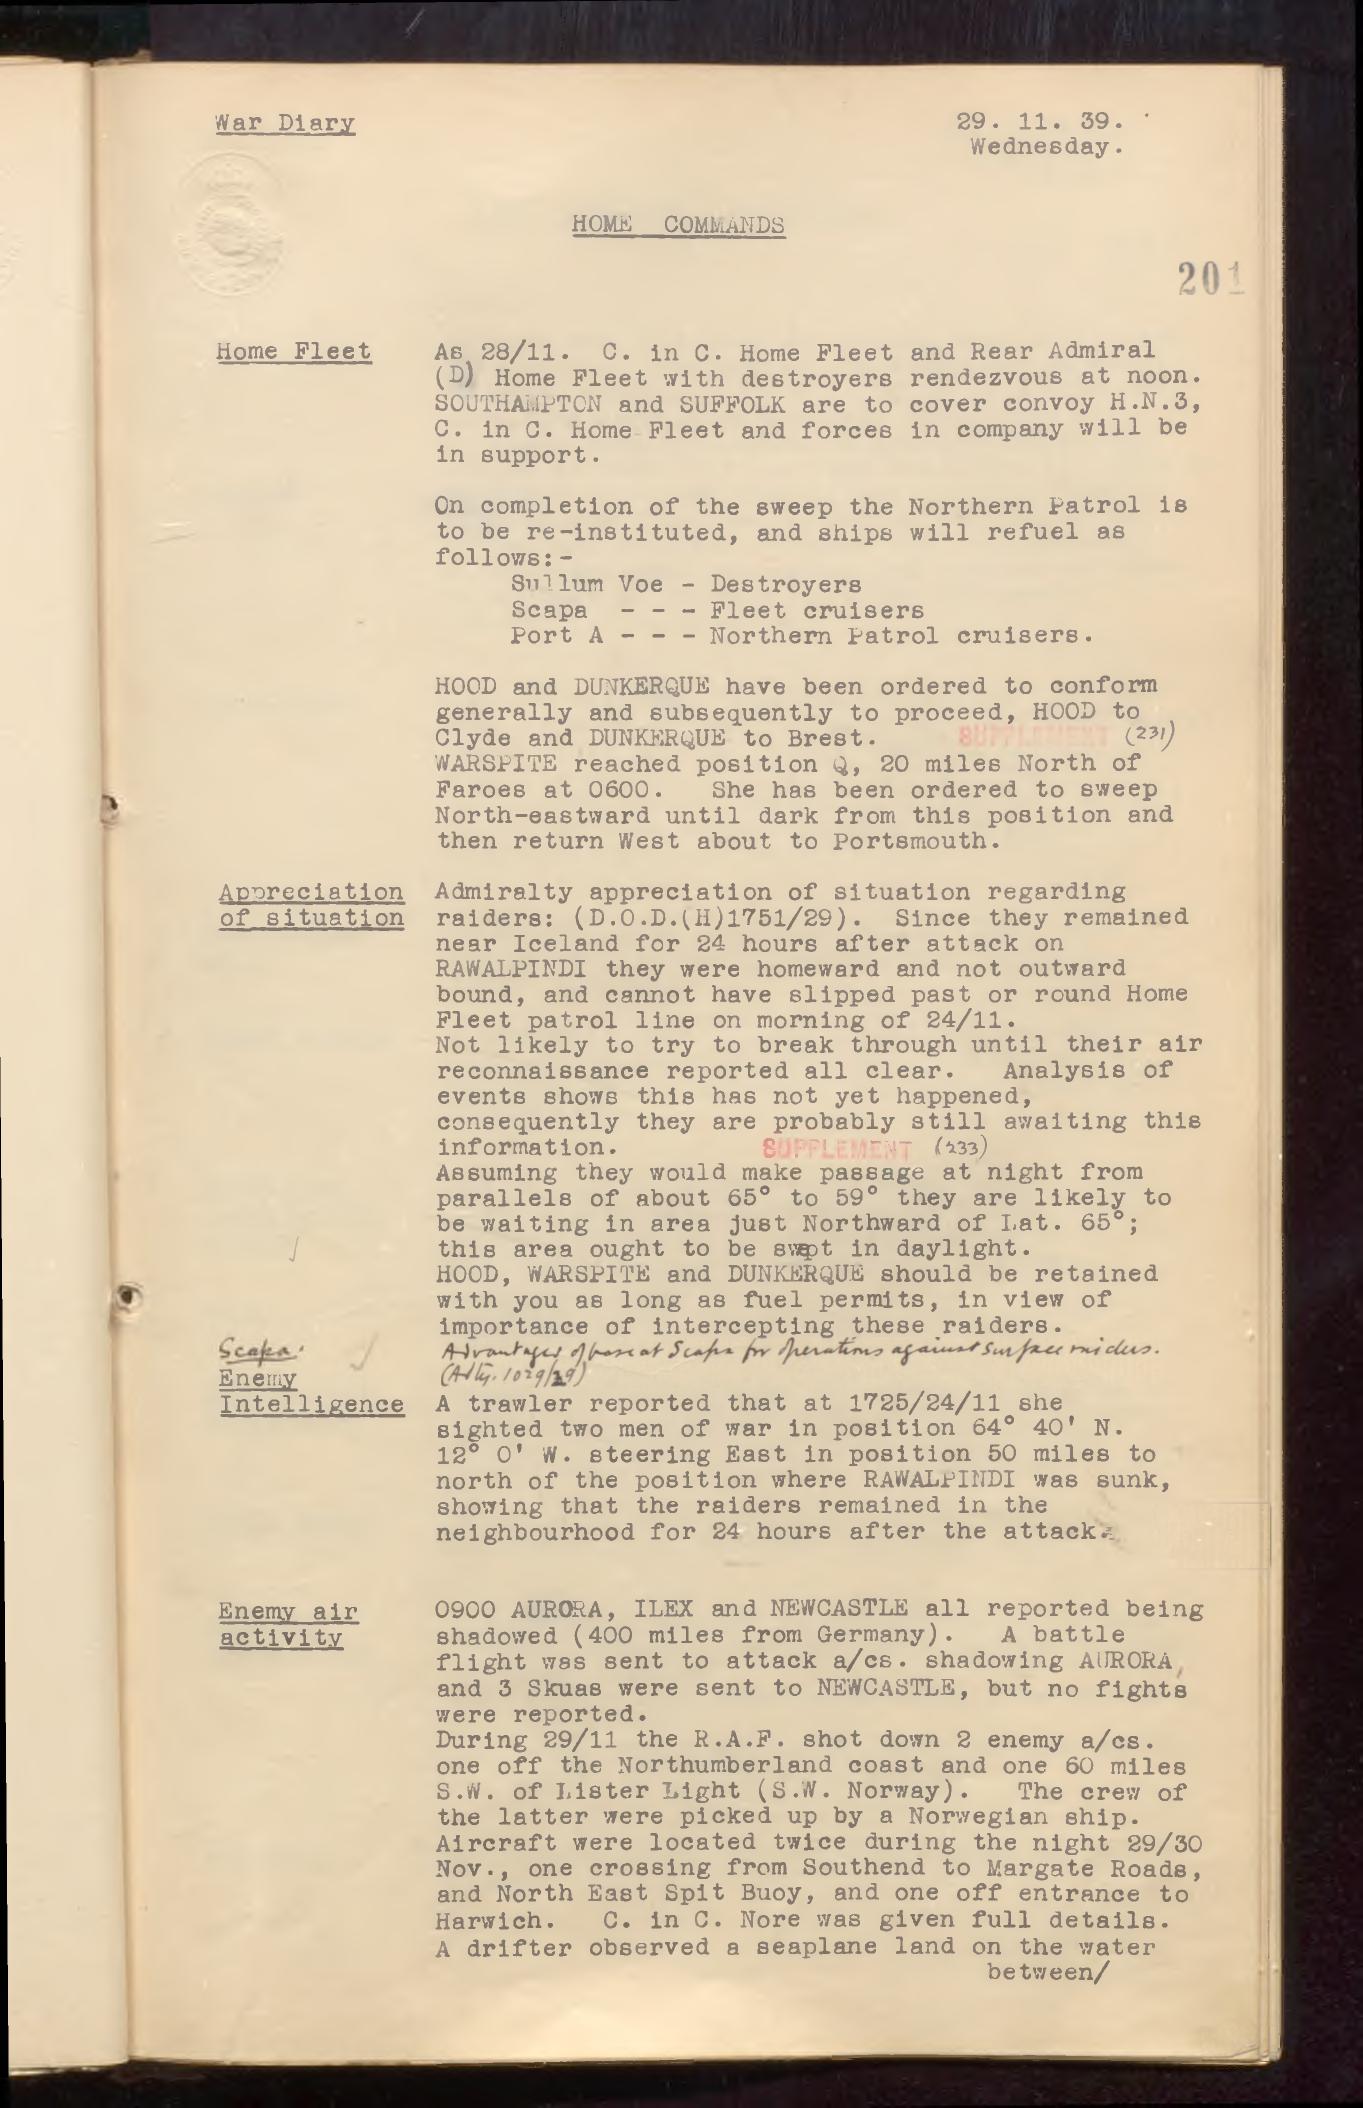 War Diary
29. 11. 39.
Wednesday.
HOME COMMANDS
201
Home Fleet
As 28/11. C. in C. Home Fleet and Rear Admiral
(D) Home Fleet with destroyers rendezvous at noon.
SOUTHAMPTON and SUFFOLK are to cover convoy H.N.3,
C. in C. Home Fleet and forces in company will be
in support.
On completion of the sweep the Northern Patrol is
to be re-instituted, and ships will refuel as
follows:-
Sullum Voe - Destroyers
Scapa - - - Fleet cruisers
Port A - - - Northern Patrol cruisers.
HOOD and DUNKERQUE have been ordered to conform
generally and subsequently to proceed, HOOD to
Clyde and DUNKERQUE to Brest. SUPPLEMENT (231)
WARSPITE reached position Q, 20 miles North of
Faroes at 0600. She has been ordered to sweep
North-eastward until dark from this position and
then return West about to Portsmouth.
Appreciation
of situation
Admiralty appreciation of situation regarding
raiders: (D.O.D.(H)1751/29). Since they remained
near Iceland for 24 hours after attack on
RAWALPINDI they were homeward and not outward
bound, and cannot have slipped past or round Home
Fleet patrol line on morning of 24/11.
Not likely to try to break through until their air
reconnaissance reported all clear. Analysis of
events shows this has not yet happened,
consequently they are probably still awaiting this
information. SUPPLEMENT (233)
Assuming they would make passage at night from
parallels of about 65° to 59° they are likely to
be waiting in area just Northward of Lat. 65°;
this area ought to be swept in daylight.
HOOD, WARSPITE and DUNKERQUE should be retained
with you as long as fuel permits, in view of
importance of intercepting these raiders.
Scapa.
Advantages of base at Scapa for operations against surface raiders.
(Adty. 1029/29)
Enemy
Intelligence
A trawler reported that at 1725/24/11 she
sighted two men of war in position 64° 40' N.
12° 0' W. steering East in position 50 miles to
north of the position where RAWALPINDI was sunk,
showing that the raiders remained in the
neighbourhood for 24 hours after the attack.
Enemy air
activity
0900 AURORA, ILEX and NEWCASTLE all reported being
shadowed (400 miles from Germany). A battle
flight was sent to attack a/cs. shadowing AURORA,
and 3 Skuas were sent to NEWCASTLE, but no fights
were reported.
During 29/11 the R.A.F. shot down 2 enemy a/cs.
one off the Northumberland coast and one 60 miles
S.W. of Lister Light (S.W. Norway). The crew of
the latter were picked up by a Norwegian ship.
Aircraft were located twice during the night 29/30
Nov., one crossing from Southend to Margate Roads,
and North East Spit Buoy, and one off entrance to
Harwich. C. in C. Nore was given full details.
A drifter observed a seaplane land on the water
between/